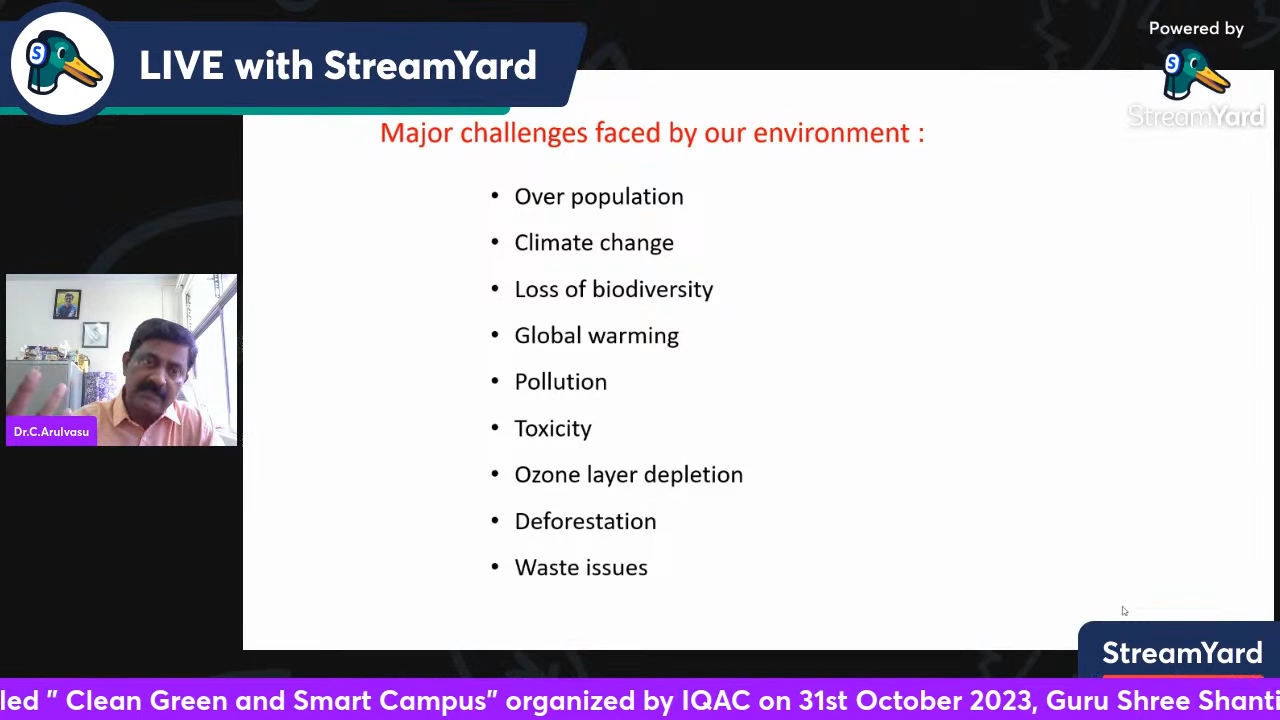 S
LIVE with StreamYard
Powered by
S
StreamYard
Major challenges faced by our environment :
• Over population
• Climate change
• Loss of biodiversity
• Global warming
• Pollution
• Toxicity
• Ozone layer depletion
• Deforestation
• Waste issues
Dr.C.Arulvasu
StreamYard
led " Clean Green and Smart Campus" organized by IQAC on 31st October 2023, Guru Shree Shanti